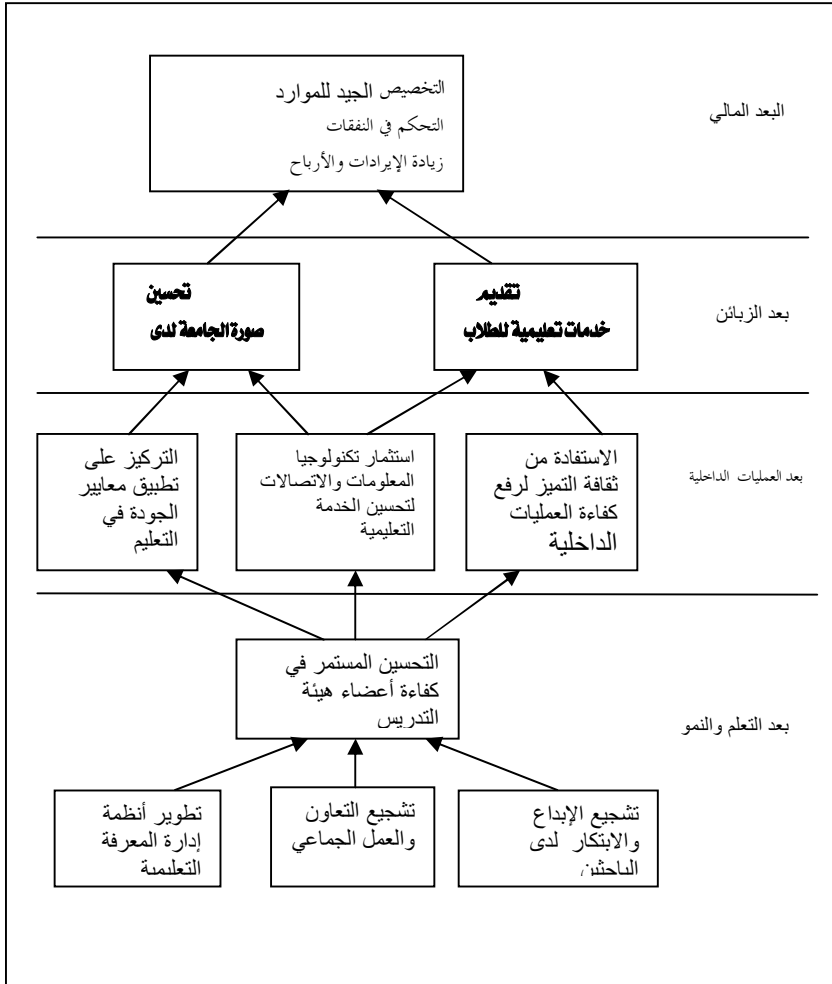 البعد المالي
التخصيص الجيد للموارد
التحكم في النفقات
زيادة الإيرادات والأرباح
بعد الزبائن
تقديم
خدمات تعليمية للطلاب
تحسين
صورة الجامعة لدى
بعد العمليات الداخلية
الاستفادة من
ثقافة التميز لرفع
كفاءة العمليات
الداخلية
استثمار تكنولوجيا
المعلومات والاتصالات
لتحسين الخدمة
التعليمية
التركيز على
تطبيق معايير
الجودة في
التعليم
بعد التعلم والنمو
التحسين المستمر في
كفاءة أعضاء هيئة
التدريس
تشجيع الإبداع
والابتكار لدى
الباحثين
تشجيع التعاون
والعمل الجماعي
تطوير أنظمة
إدارة المعرفة
التعليمية